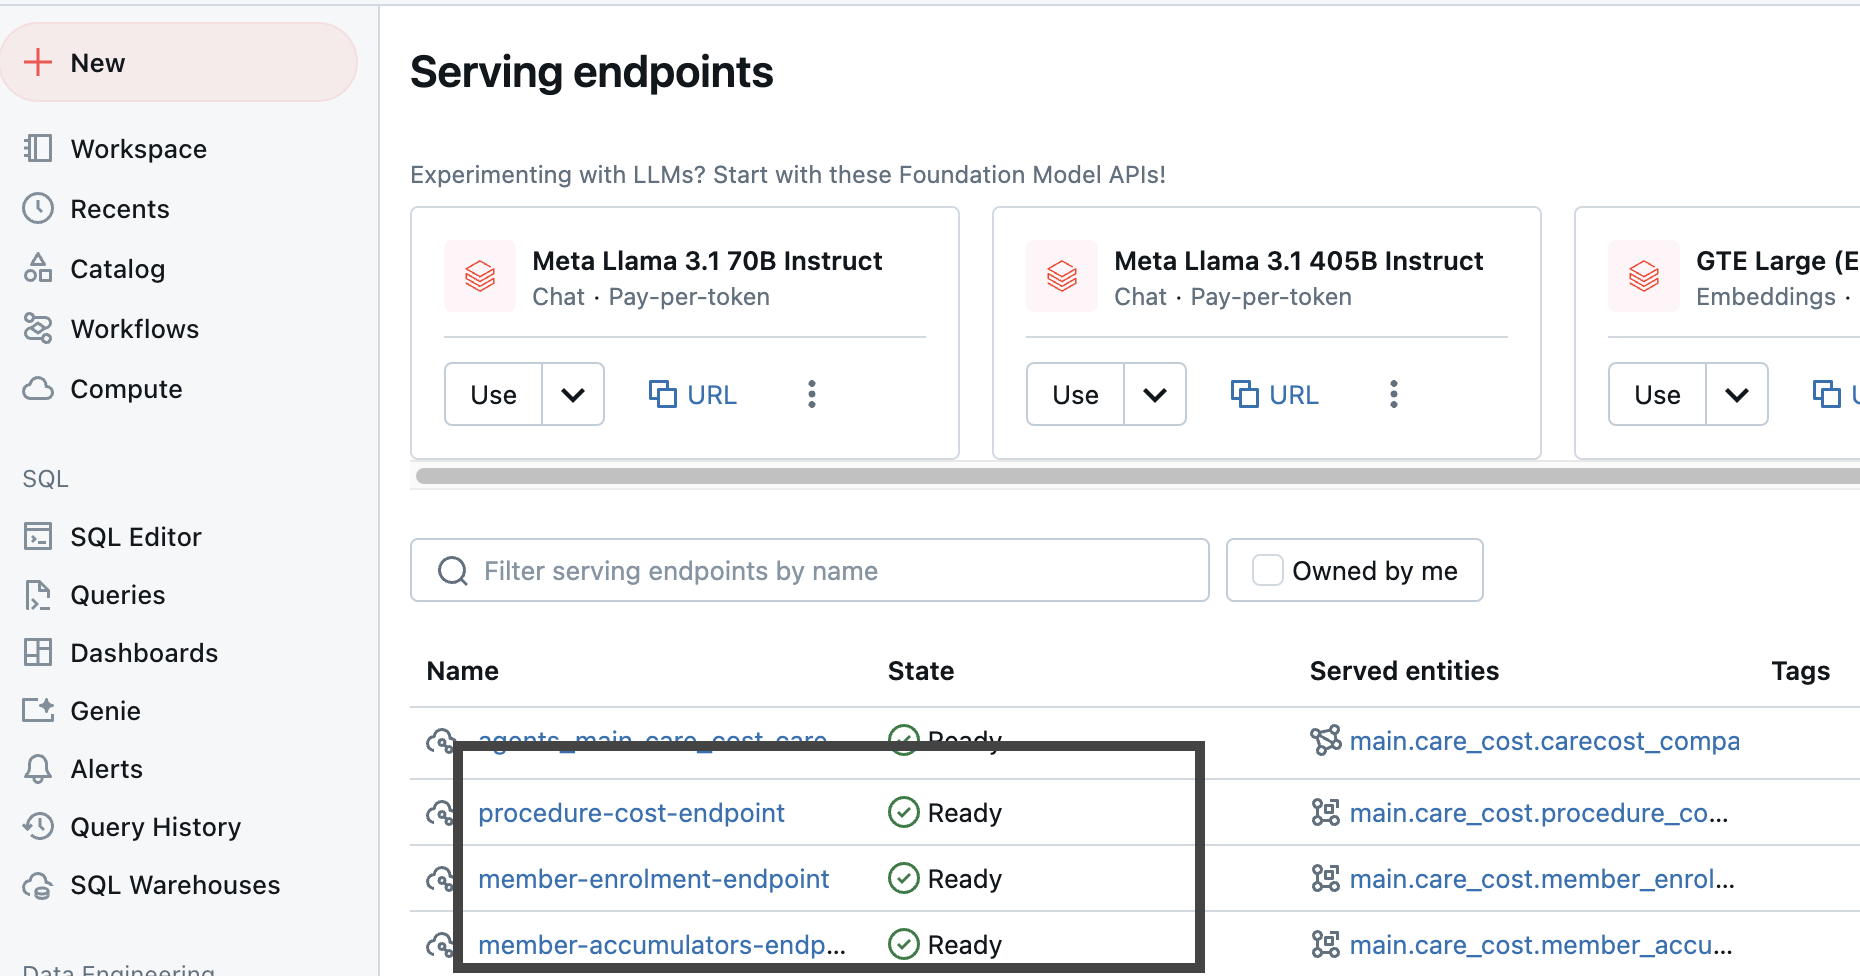 New
Workspace
Recents
Catalog
Workflows
Compute
SQL
SQL Editor
Queries
Dashboards
Genie
Alerts
Query History
SQL Warehouses
Data Engineering
Serving endpoints
Experimenting with LLMs? Start with these Foundation Model APIs!
Meta Llama 3.1 70B Instruct
Chat · Pay-per-token
Use URL
Meta Llama 3.1 405B Instruct
Chat · Pay-per-token
Use URL
GTE Large (E
Embeddings ·
Use U
Filter serving endpoints by name
Owned by me
Name State Served entities Tags
agents_main_care_cost_care Ready main.care_cost.carecost_compa
procedure-cost-endpoint Ready main.care_cost.procedure_co...
member-enrolment-endpoint Ready main.care_cost.member_enrol...
member-accumulators-endp... Ready main.care_cost.member_accu...